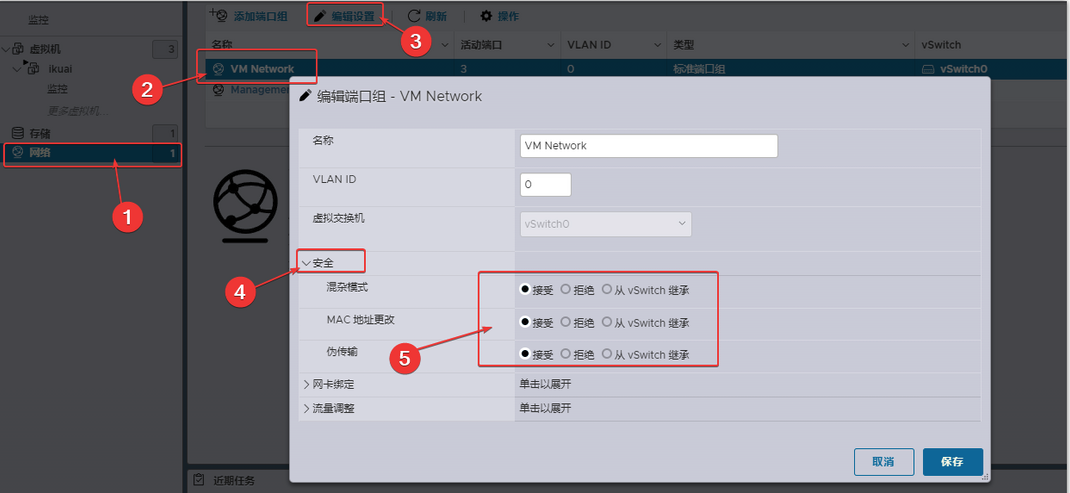 监控
添加端口组 编辑设置 刷新 操作
3
虚拟机 3
名称 活动端口 VLAN ID 类型 vSwitch
ikuai
VM Network 3 0 标准端口组 vSwitch0
监控
2
Managemen
更多虚拟机...
编辑端口组 - VM Network
存储 1
网络 1
名称 VM Network
VLAN ID 0
1
虚拟交换机 vSwitch0
安全
4
混杂模式 接受 拒绝 从 vSwitch 继承
MAC 地址更改 接受 拒绝 从 vSwitch 继承
伪传输 接受 拒绝 从 vSwitch 继承
5
网卡绑定 单击以展开
流量调整 单击以展开
取消 保存
近期任务